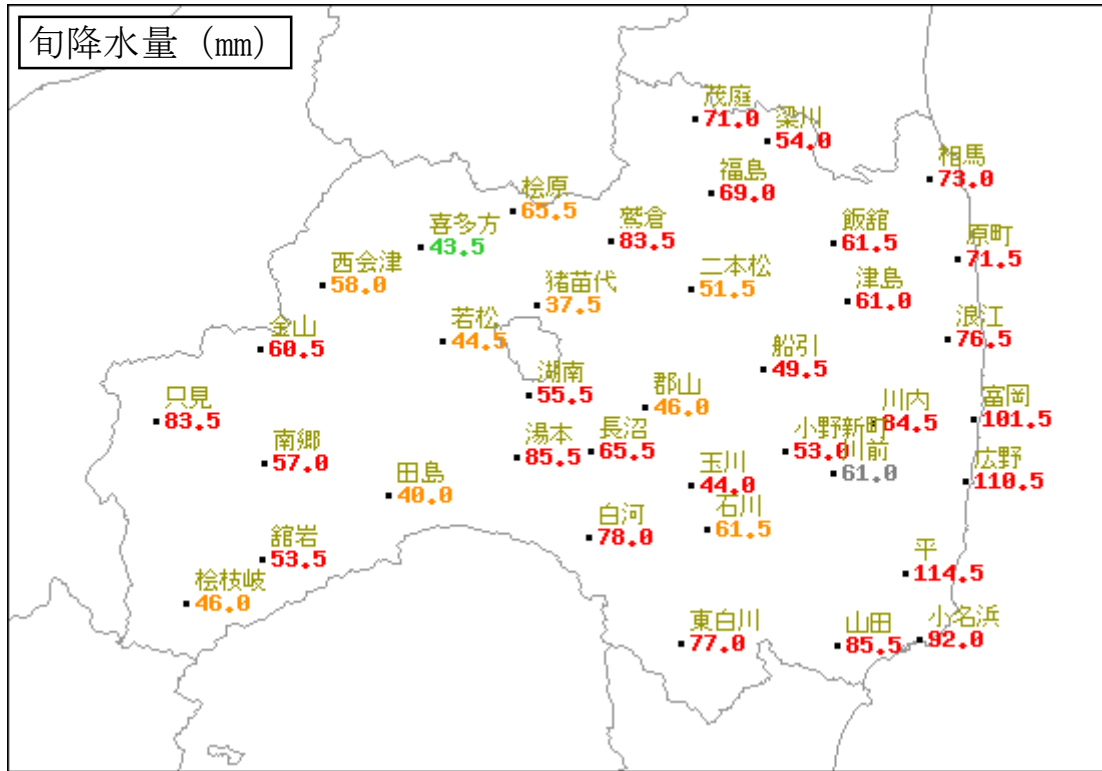 旬降水量 (mm)
茂庭
71.0
梁川
54.0
相馬
73.0
福島
69.0
桧原
65.5
鷲倉
83.5
喜多方
43.5
飯舘
61.5
原町
71.5
西会津
58.0
二本松
51.5
猪苗代
37.5
津島
61.0
浪江
76.5
若松
44.5
金山
60.5
船引
49.5
湖南
55.5
郡山
46.0
只見
83.5
川内
84.5
富岡
101.5
小野新町
53.0
湯本
85.5
長沼
65.5
南郷
57.0
川前
61.0
広野
110.5
玉川
44.0
田島
40.0
石川
61.5
白河
78.0
舘岩
53.5
平
114.5
桧枝岐
46.0
東白川
77.0
山田
85.5
小名浜
92.0